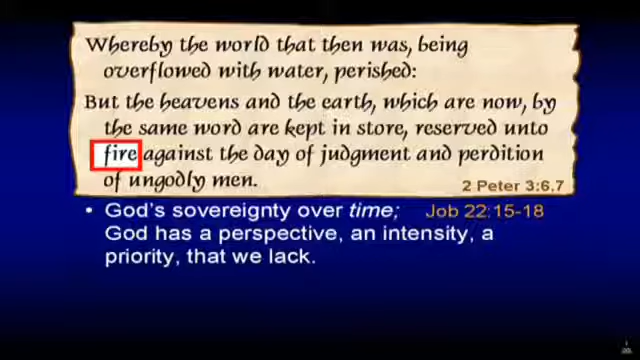 Whereby the world that then was, being
overflowed with water, perished:
But the heavens and the earth, which are now, by
the same word are kept in store, reserved unto
fire against the day of judgment and perdition
of ungodly men.
2 Peter 3:6.7
• God's sovereignty over time; Job 22:15-18
God has a perspective, an intensity, a
priority, that we lack.